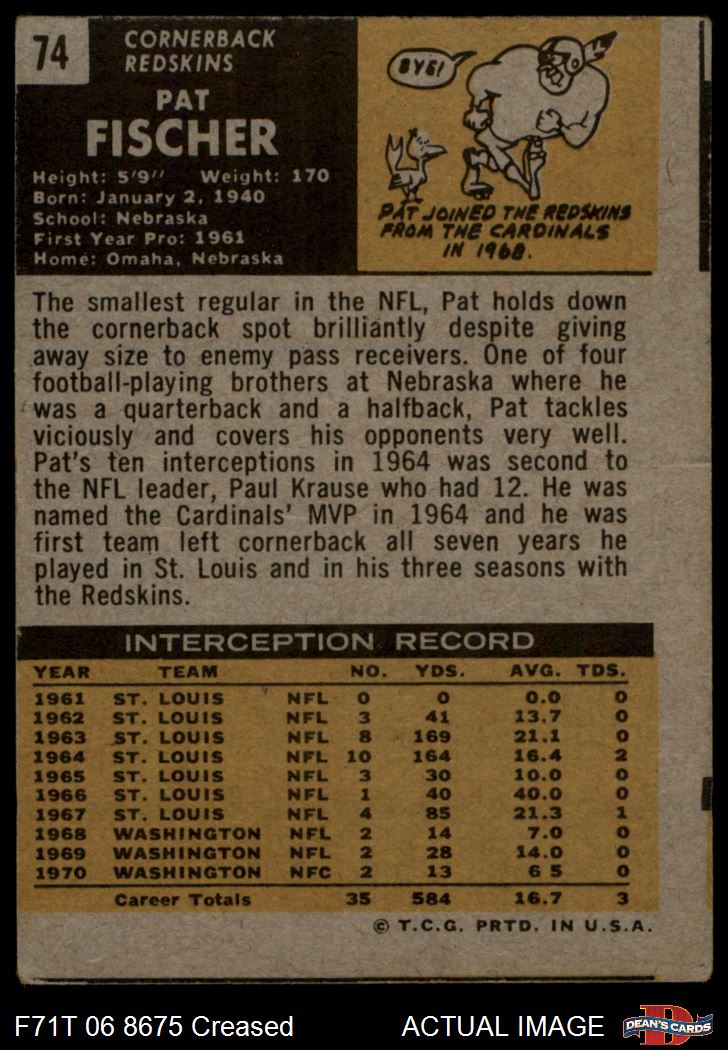 74
CORNERBACK
REDSKINS
PAT
FISCHER
Height: 5'9" Weight: 170
Born: January 2, 1940
School: Nebraska
First Year Pro: 1961
Home: Omaha, Nebraska
BYE!
PAT JOINED THE REDSKINS
FROM THE CARDINALS
IN 1968.
The smallest regular in the NFL, Pat holds down
the cornerback spot brilliantly despite giving
away size to enemy pass receivers. One of four
football-playing brothers at Nebraska where he
was a quarterback and a halfback, Pat tackles
viciously and covers his opponents very well.
Pat's ten interceptions in 1964 was second to
the NFL leader, Paul Krause who had 12. He was
named the Cardinals' MVP in 1964 and he was
first team left cornerback all seven years he
played in St. Louis and in his three seasons with
the Redskins.
INTERCEPTION RECORD
YEAR TEAM NO. YDS. AVG. TDS.
1961 ST. LOUIS NFL 0 0 0.0 0
1962 ST. LOUIS NFL 3 41 13.7 0
1963 ST. LOUIS NFL 8 169 21.1 0
1964 ST. LOUIS NFL 10 164 16.4 2
1965 ST. LOUIS NFL 3 30 10.0 0
1966 ST. LOUIS NFL 1 40 40.0 0
1967 ST. LOUIS NFL 4 85 21.3 1
1968 WASHINGTON NFL 2 14 7.0 0
1969 WASHINGTON NFL 2 28 14.0 0
1970 WASHINGTON NFC 2 13 6 5 0
Career Totals 35 584 16.7 3
© T.C.G. PRTD. IN U.S.A.
F71T 06 8675 Creased ACTUAL IMAGE
D
DEAN'S CARDS